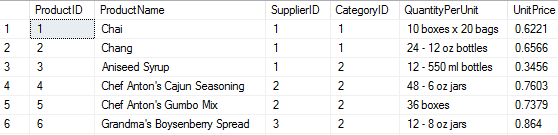 ProductID ProductName SupplierID CategoryID QuantityPerUnit UnitPrice
1 1 Chai 1 1 10 boxes x 20 bags 0.6221
2 2 Chang 1 1 24 - 12 oz bottles 0.6566
3 3 Aniseed Syrup 1 2 12 - 550 ml bottles 0.3456
4 4 Chef Anton's Cajun Seasoning 2 2 48 - 6 oz jars 0.7603
5 5 Chef Anton's Gumbo Mix 2 2 36 boxes 0.7379
6 6 Grandma's Boysenberry Spread 3 2 12 - 8 oz jars 0.864